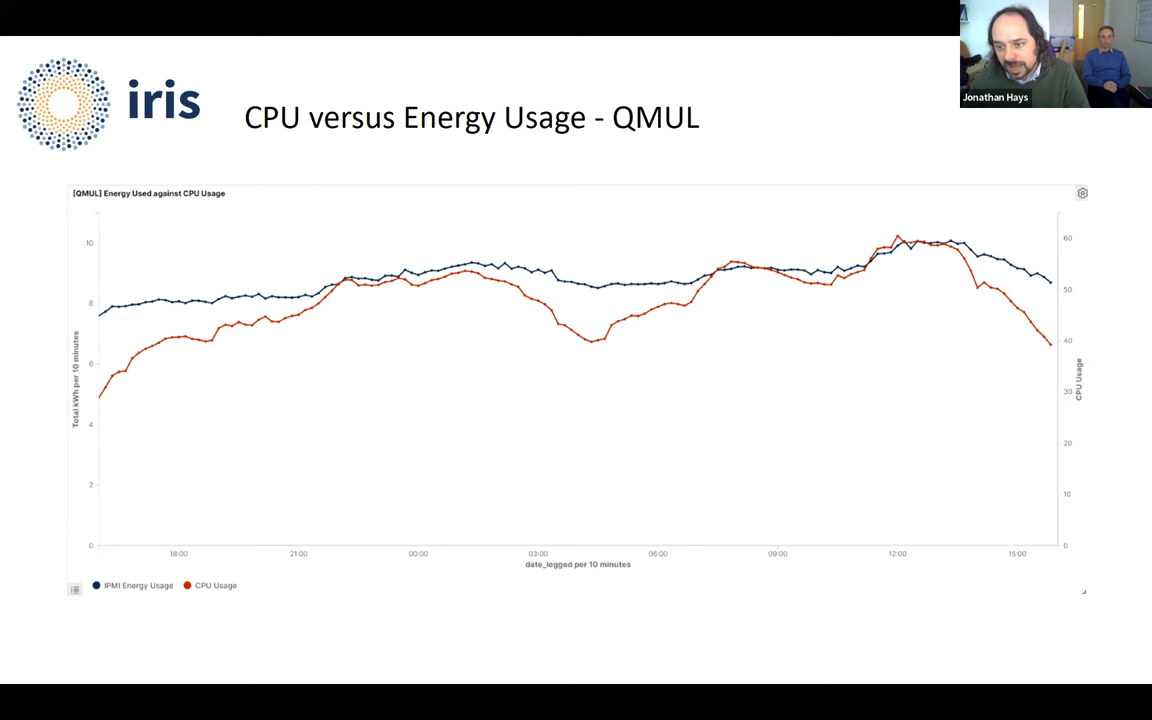 Jonathan Hays
iris
CPU versus Energy Usage - QMUL
[QMUL] Energy Used against CPU Usage
Total kWh per 10 minutes
10
8
6
4
2
0
60
50
40
30
20
10
0
CPU Usage
18:00 21:00 00:00 03:00 06:00 09:00 12:00 15:00
date_logged per 10 minutes
IPMI Energy Usage CPU Usage